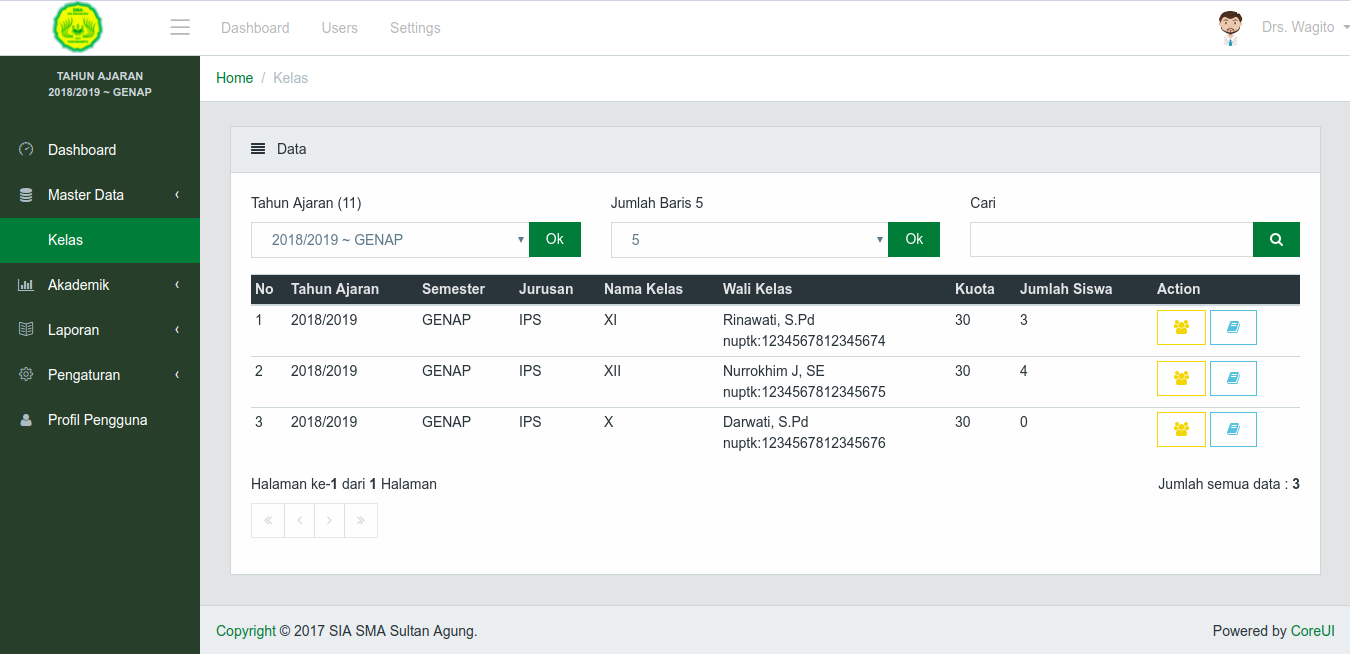 SMA
Dashboard Users Settings Drs. Wagito
TAHUN AJARAN
2018/2019 ~ GENAP
Home / Kelas
Dashboard
Master Data
Kelas
Akademik
Laporan
Pengaturan
Profil Pengguna
Data
Tahun Ajaran (11) Jumlah Baris 5 Cari
2018/2019 ~ GENAP Ok 5 Ok
No Tahun Ajaran Semester Jurusan Nama Kelas Wali Kelas Kuota Jumlah Siswa Action
1 2018/2019 GENAP IPS XI Rinawati, S.Pd 30 3
nuptk:1234567812345674
2 2018/2019 GENAP IPS XII Nurrokhim J, SE 30 4
nuptk:1234567812345675
3 2018/2019 GENAP IPS X Darwati, S.Pd 30 0
nuptk:1234567812345676
Halaman ke-1 dari 1 Halaman Jumlah semua data : 3
« ‹ › »
Copyright © 2017 SIA SMA Sultan Agung. Powered by CoreUI